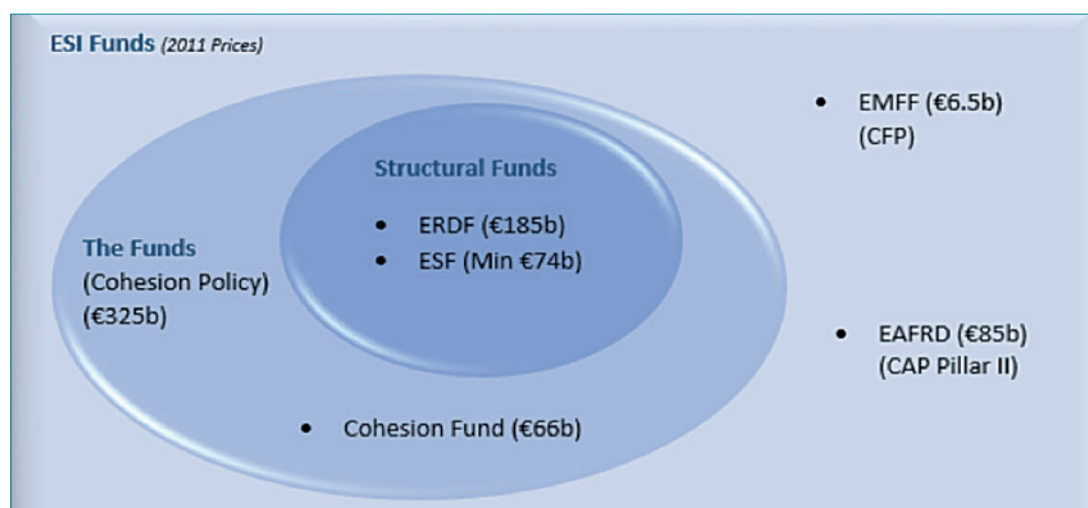 ESI Funds (2011 Prices)
• EMFF (€6.5b)
(CFP)
Structural Funds
• ERDF (€185b)
• ESF (Min €74b)
The Funds
(Cohesion Policy)
(€325b)
• EAFRD (€85b)
(CAP Pillar II)
• Cohesion Fund (€66b)